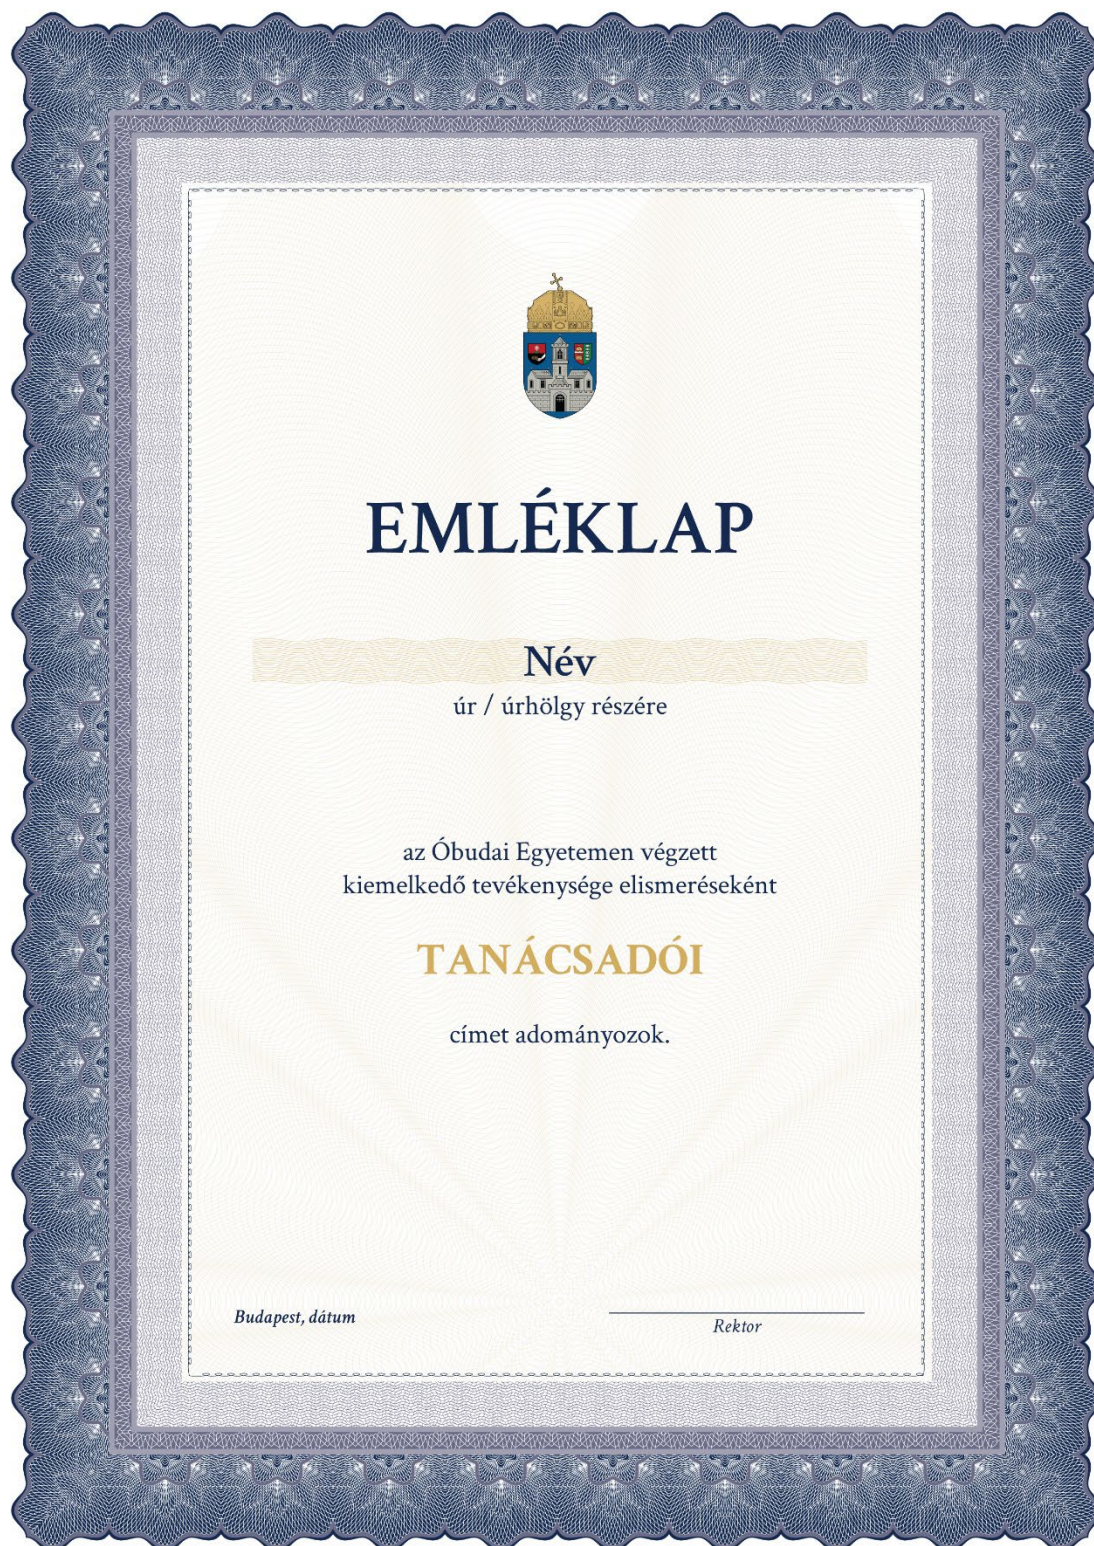 EMLÉKLAP
Név
úr / úrhölgy részére
az Óbudai Egyetemen végzett
kiemelkedő tevékenysége elismeréseként
TANÁCSADÓI
címet adományozok.
Budapest, dátum
Rektor